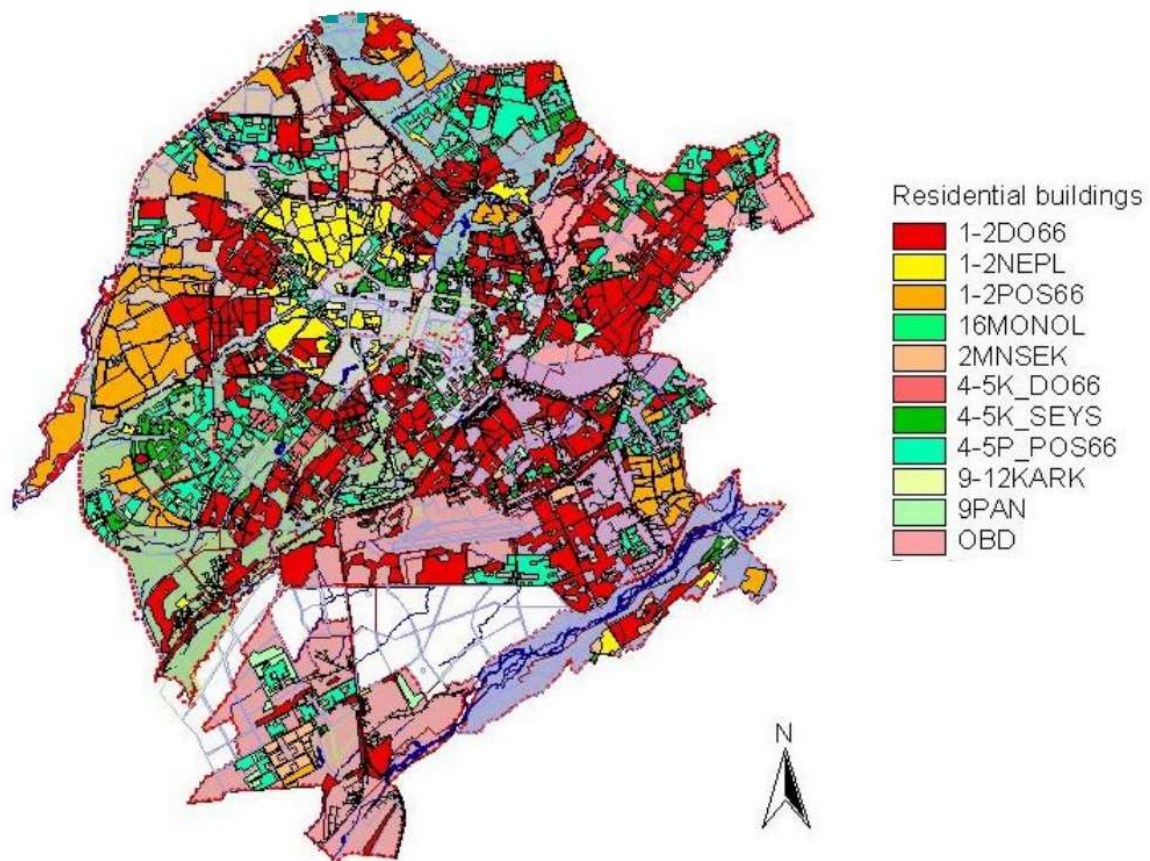 Residential buildings
1-2DO66
1-2NEPL
1-2POS66
16MONOL
2MNSEK
4-5K_DO66
4-5K_SEYS
4-5P_POS66
9-12KARK
9PAN
OBD
N